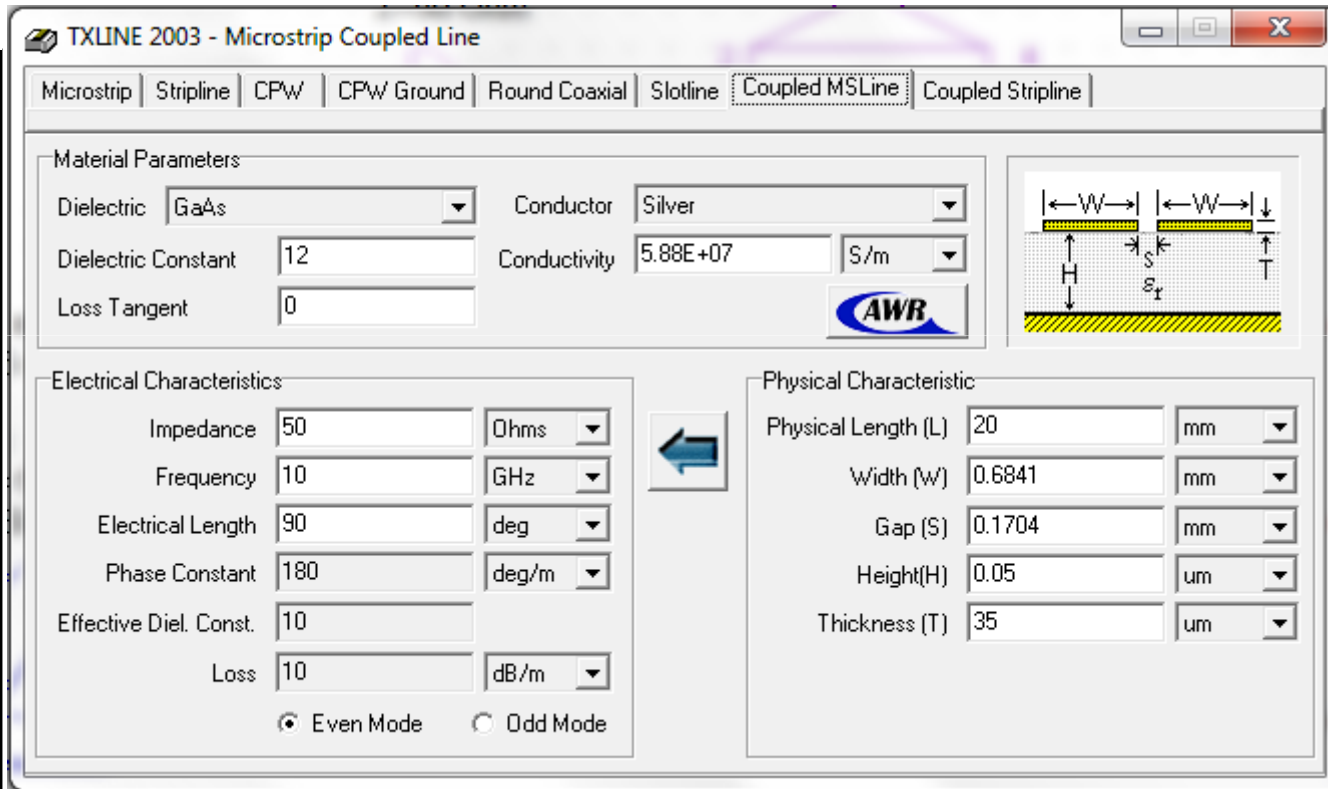 TXLINE 2003 - Microstrip Coupled Line
Microstrip Stripline CPW CPW Ground Round Coaxial Slotline Coupled MSLine Coupled Stripline
Material Parameters
Dielectric GaAs Conductor Silver
Dielectric Constant 12 Conductivity 5.88E+07 S/m
Loss Tangent 0 AWR
W W
H S εr T
Electrical Characteristics
Impedance 50 Ohms
Frequency 10 GHz
Electrical Length 90 deg
Phase Constant 180 deg/m
Effective Diel. Const. 10
Loss 10 dB/m
Even Mode Odd Mode
Physical Characteristic
Physical Length (L) 20 mm
Width (W) 0.6841 mm
Gap (S) 0.1704 mm
Height(H) 0.05 um
Thickness (T) 35 um